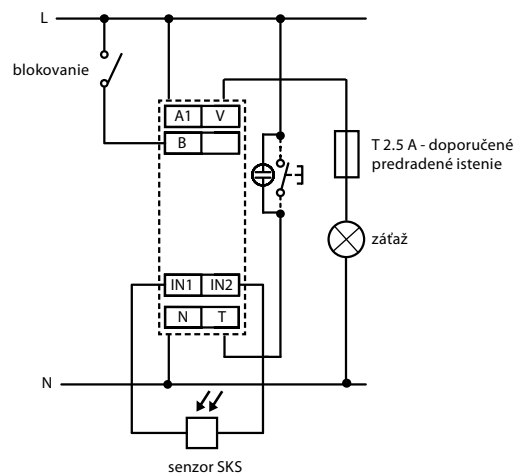 L
blokovanie
A1 V
B
T 2.5 A - doporučené
predradené istenie
záťaž
IN1 IN2
N T
N
senzor SKS